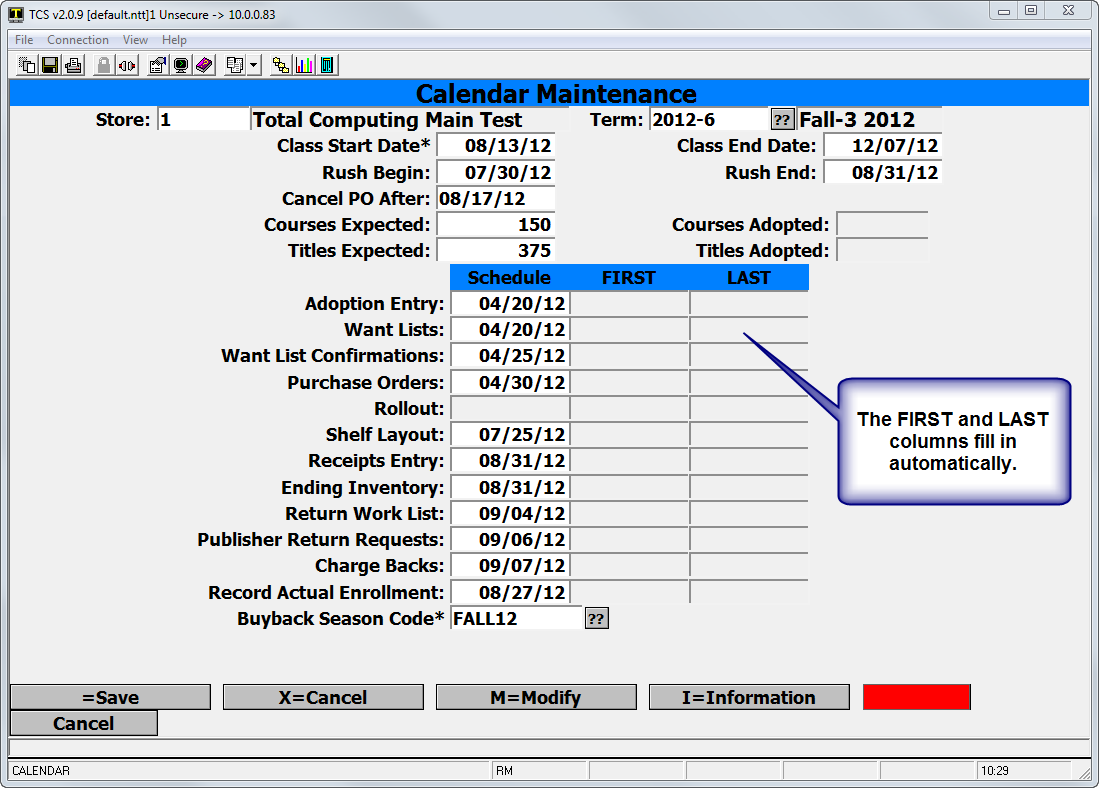 TCS v2.0.9 [default.ntt]1 Unsecure -> 10.0.0.83
File Connection View Help
Calendar Maintenance
Store: 1 Total Computing Main Test Term: 2012-6 ?? Fall-3 2012
Class Start Date* 08/13/12 Class End Date: 12/07/12
Rush Begin: 07/30/12 Rush End: 08/31/12
Cancel PO After: 08/17/12
Courses Expected: 150 Courses Adopted:
Titles Expected: 375 Titles Adopted:
Schedule FIRST LAST
Adoption Entry: 04/20/12
Want Lists: 04/20/12
Want List Confirmations: 04/25/12
Purchase Orders: 04/30/12
Rollout:
Shelf Layout: 07/25/12
Receipts Entry: 08/31/12
Ending Inventory: 08/31/12
Return Work List: 09/04/12
Publisher Return Requests: 09/06/12
Charge Backs: 09/07/12
Record Actual Enrollment: 08/27/12
Buyback Season Code* FALL12 ??
The FIRST and LAST
columns fill in
automatically.
=Save X=Cancel M=Modify I=Information
Cancel
CALENDAR RM 10:29